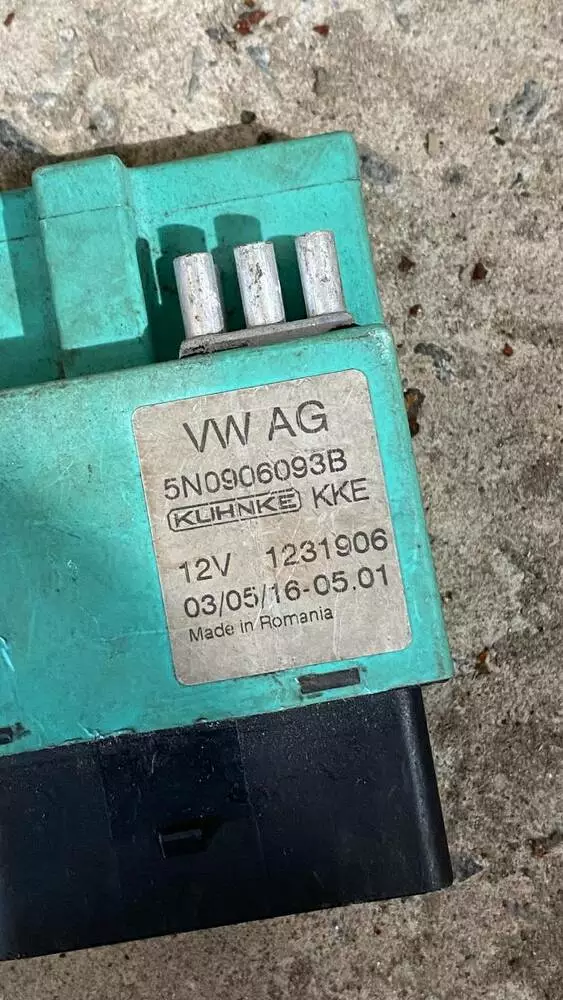 VW AG
5N0906093B
KUHNKE KKE
12V 1231906
03/05/16-05.01
Made in Romania